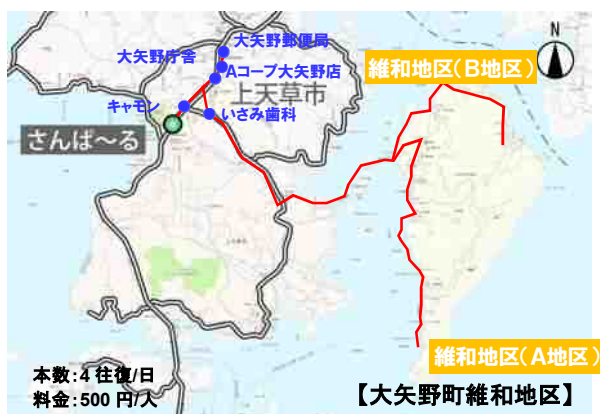 大矢野郵便局
大矢野庁舎
Aコープ大矢野店
上天草市
キャモン
いさみ歯科
さんぱ～る
維和地区（B地区）
N
維和地区（A地区）
本数:4 往復/日
料金:500 円/人
【大矢野町維和地区】